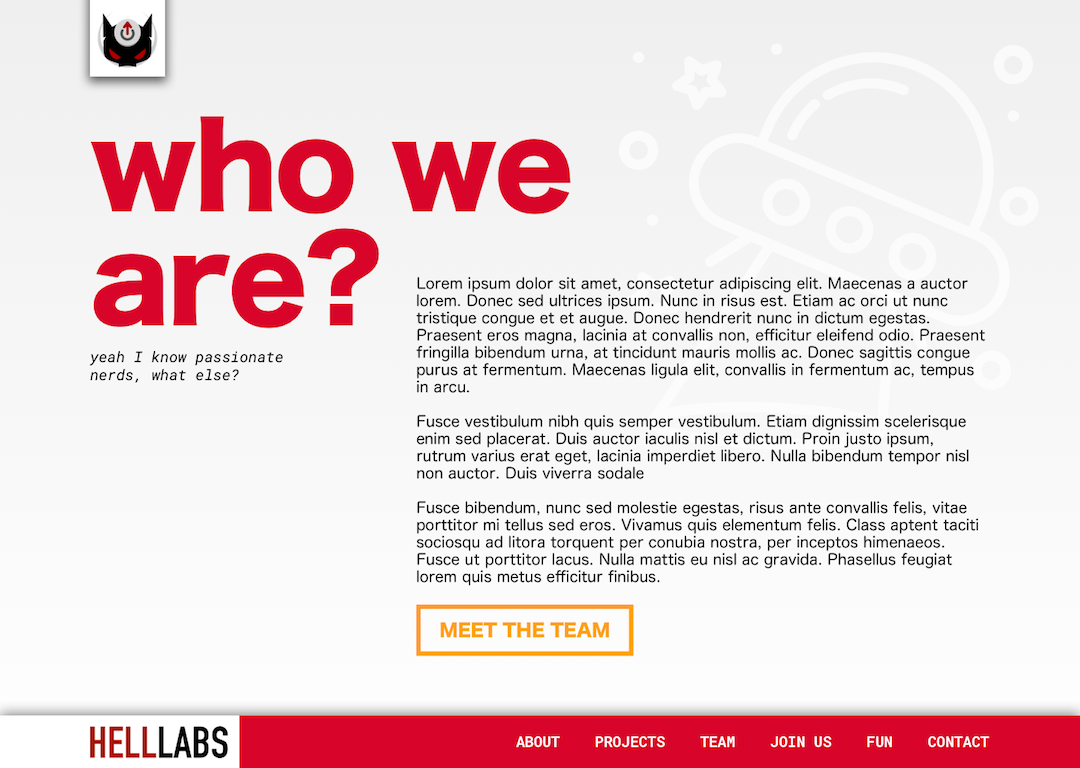 who we
are?
yeah I know passionate
nerds, what else?
Lorem ipsum dolor sit amet, consectetur adipiscing elit. Maecenas a auctor
lorem. Donec sed ultrices ipsum. Nunc in risus est. Etiam ac orci ut nunc
tristique congue et et augue. Donec hendrerit nunc in dictum egestas.
Praesent eros magna, lacinia at convallis non, efficitur eleifend odio. Praesent
fringilla bibendum urna, at tincidunt mauris mollis ac. Donec sagittis congue
purus at fermentum. Maecenas ligula elit, convallis in fermentum ac, tempus
in arcu.
Fusce vestibulum nibh quis semper vestibulum. Etiam dignissim scelerisque
enim sed placerat. Duis auctor iaculis nisl et dictum. Proin justo ipsum,
rutrum varius erat eget, lacinia imperdiet libero. Nulla bibendum tempor nisl
non auctor. Duis viverra sodale
Fusce bibendum, nunc sed molestie egestas, risus ante convallis felis, vitae
porttitor mi tellus sed eros. Vivamus quis elementum felis. Class aptent taciti
sociosqu ad litora torquent per conubia nostra, per inceptos himenaeos.
Fusce ut porttitor lacus. Nulla mattis eu nisl ac gravida. Phasellus feugiat
lorem quis metus efficitur finibus.
MEET THE TEAM
HELLLABS ABOUT PROJECTS TEAM JOIN US FUN CONTACT